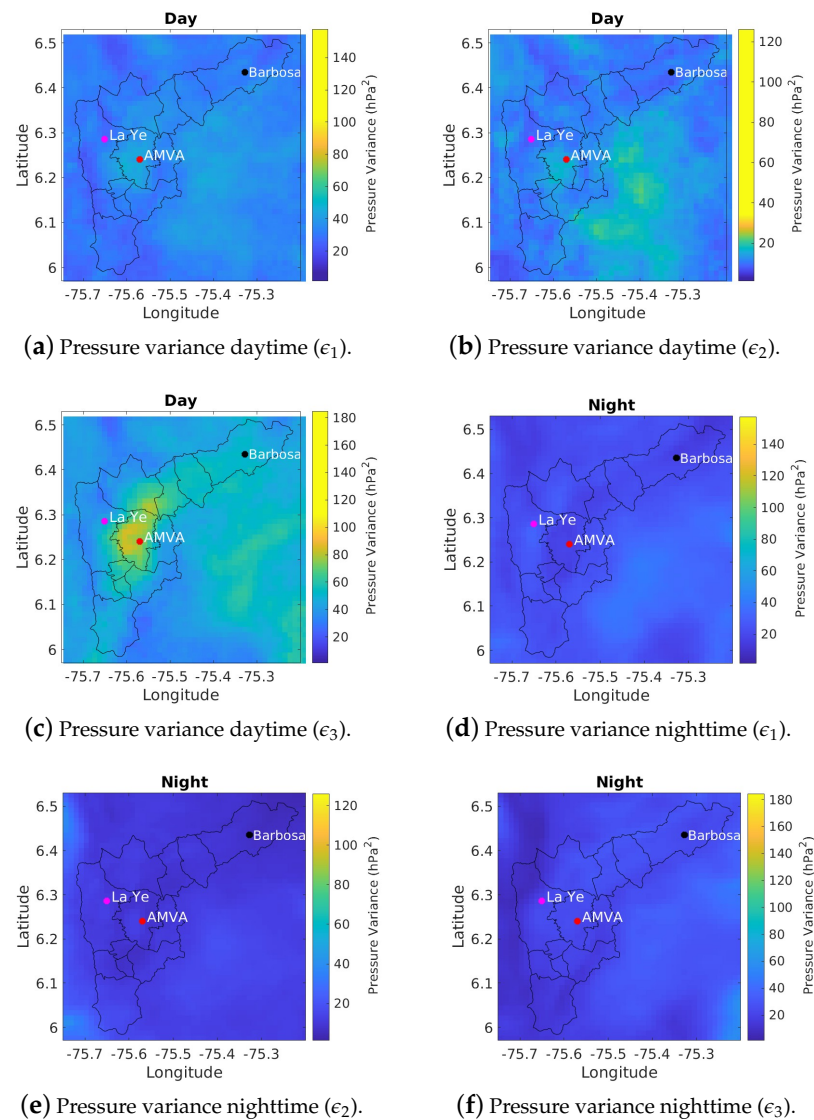 Day
6.5
6.4
6.3
6.2
6.1
6
Latitude
-75.7 -75.6 -75.5 -75.4 -75.3
Longitude
Barbosa
La Ye
AMVA
140
120
100
80
60
40
20
Pressure Variance (hPa²)
(a) Pressure variance daytime (ϵ₁).
Day
6.5
6.4
6.3
6.2
6.1
6
Latitude
-75.7 -75.6 -75.5 -75.4 -75.3
Longitude
Barbosa
La Ye
AMVA
120
100
80
60
40
20
Pressure Variance (hPa²)
(b) Pressure variance daytime (ϵ₂).
Day
6.5
6.4
6.3
6.2
6.1
6
Latitude
-75.7 -75.6 -75.5 -75.4 -75.3
Longitude
Barbosa
La Ye
AMVA
180
160
140
120
100
80
60
40
20
Pressure Variance (hPa²)
(c) Pressure variance daytime (ϵ₃).
Night
6.5
6.4
6.3
6.2
6.1
6
Latitude
-75.7 -75.6 -75.5 -75.4 -75.3
Longitude
Barbosa
La Ye
AMVA
140
120
100
80
60
40
20
Pressure Variance (hPa²)
(d) Pressure variance nighttime (ϵ₁).
Night
6.5
6.4
6.3
6.2
6.1
6
Latitude
-75.7 -75.6 -75.5 -75.4 -75.3
Longitude
Barbosa
La Ye
AMVA
120
100
80
60
40
20
Pressure Variance (hPa²)
(e) Pressure variance nighttime (ϵ₂).
Night
6.5
6.4
6.3
6.2
6.1
6
Latitude
-75.7 -75.6 -75.5 -75.4 -75.3
Longitude
Barbosa
La Ye
AMVA
180
160
140
120
100
80
60
40
20
Pressure Variance (hPa²)
(f) Pressure variance nighttime (ϵ₃).